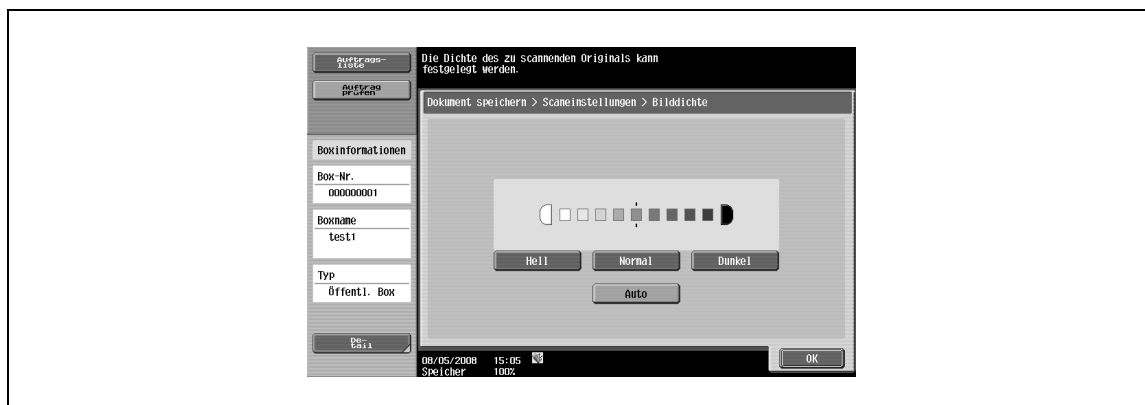 Auftrags-
liste
Auftrag
prüfen
Die Dichte des zu scannenden Originals kann
festgelegt werden.
Dokument speichern > Scaneinstellungen > Bilddichte
Boxinformationen
Box-Nr.
000000001
Boxname
test1
Typ
Öffentl. Box
De-
tail
Hell
Normal
Dunkel
Auto
08/05/2008 15:05
Speicher 100%
OK